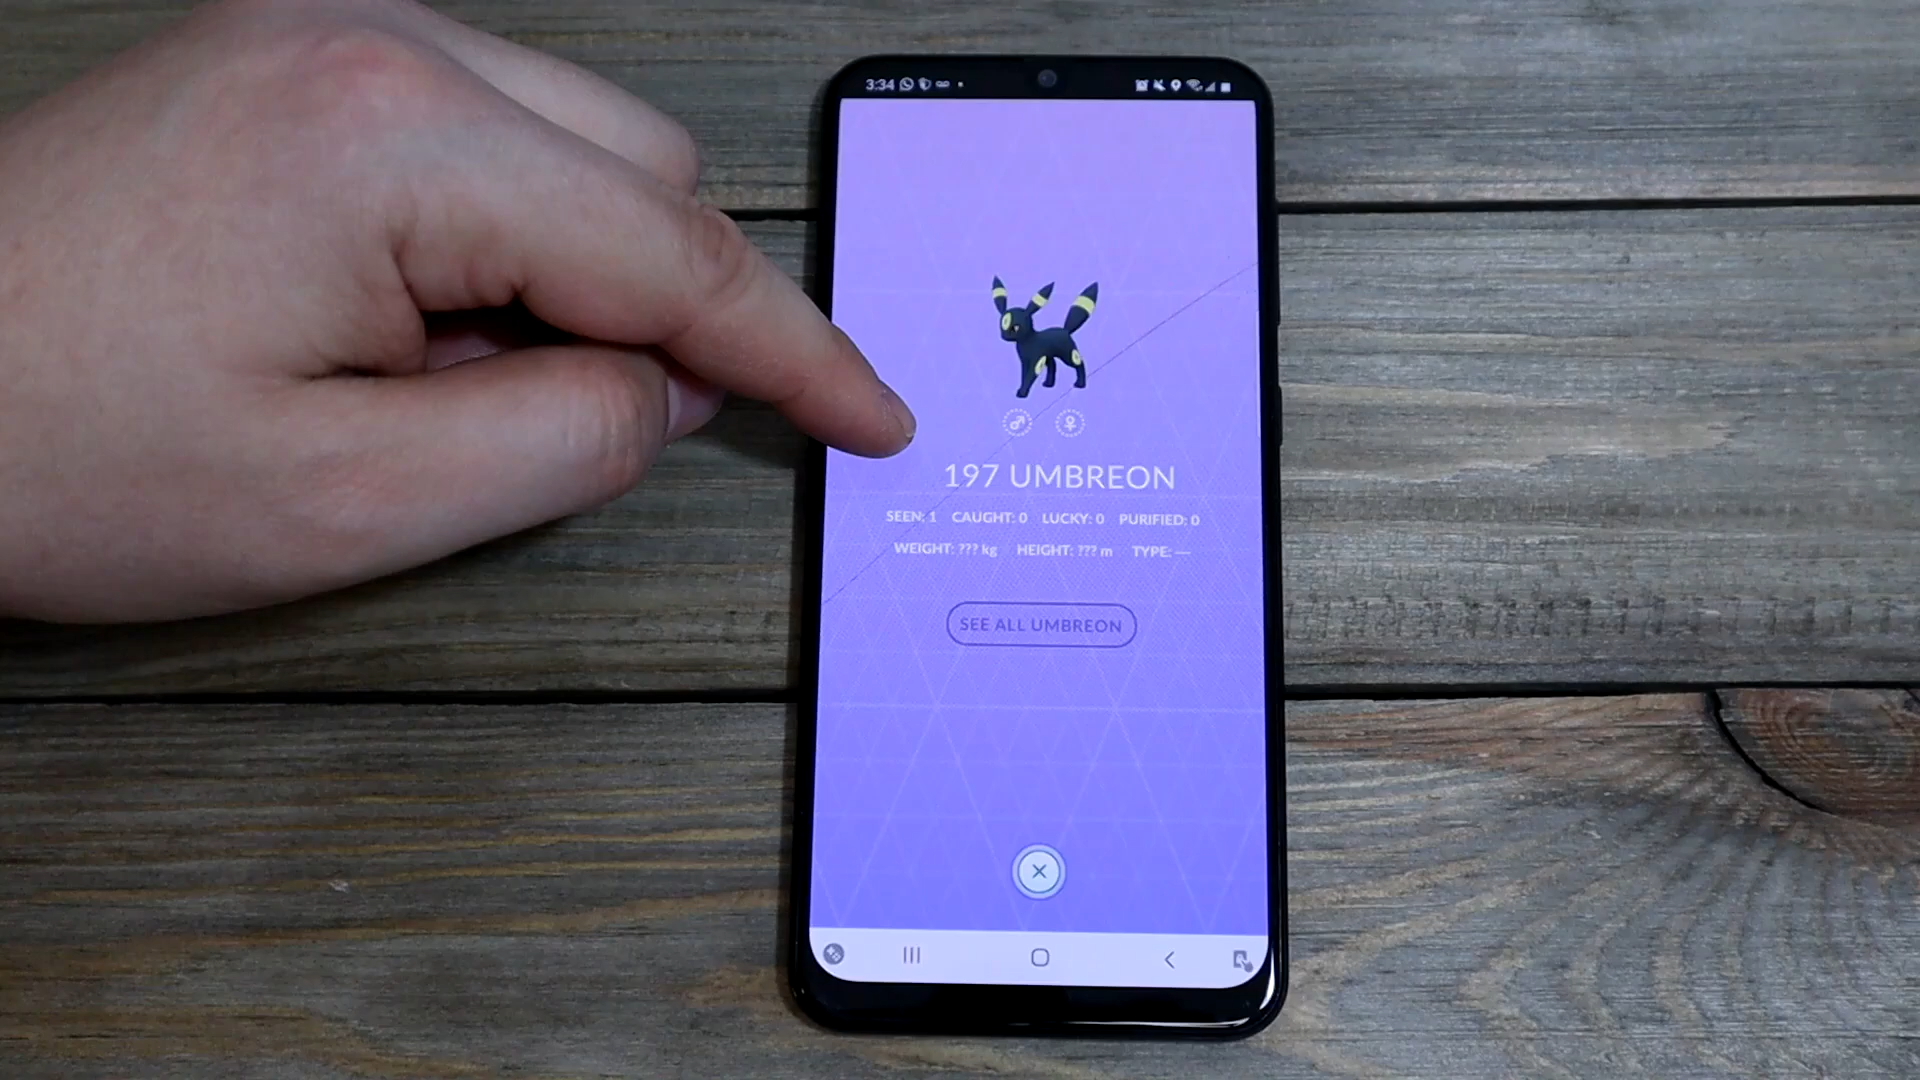 3:34
197 UMBREON
SEEN: 1 CAUGHT: 0 LUCKY: 0 PURIFIED: 0
WEIGHT: ??? kg HEIGHT: ??? m TYPE: —
SEE ALL UMBREON